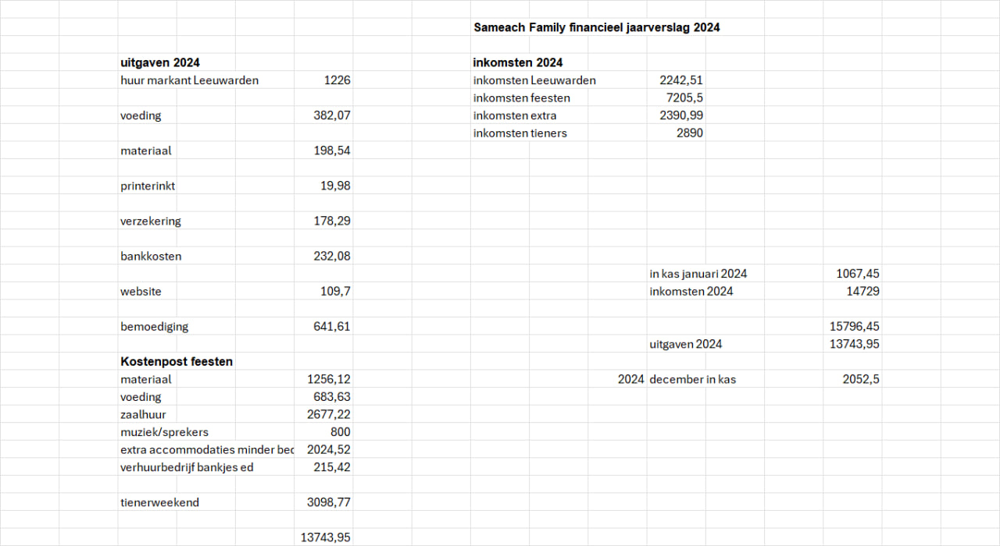 Sameach Family financieel jaarverslag 2024
uitgaven 2024 inkomsten 2024
huur markant Leeuwarden 1226 inkomsten Leeuwarden 2242,51
inkomsten feesten 7205,5
voeding 382,07 inkomsten extra 2390,99
inkomsten tieners 2890
materiaal 198,54
printerinkt 19,98
verzekering 178,29
bankkosten 232,08
in kas januari 2024 1067,45
website 109,7 inkomsten 2024 14729
bemoediging 641,61 15796,45
uitgaven 2024 13743,95
Kostenpost feesten
materiaal 1256,12 2024 december in kas 2052,5
voeding 683,63
zaalhuur 2677,22
muziek/sprekers 800
extra accommodaties minder bec 2024,52
verhuurbedrijf bankjes ed 215,42
tienerweekend 3098,77
13743,95